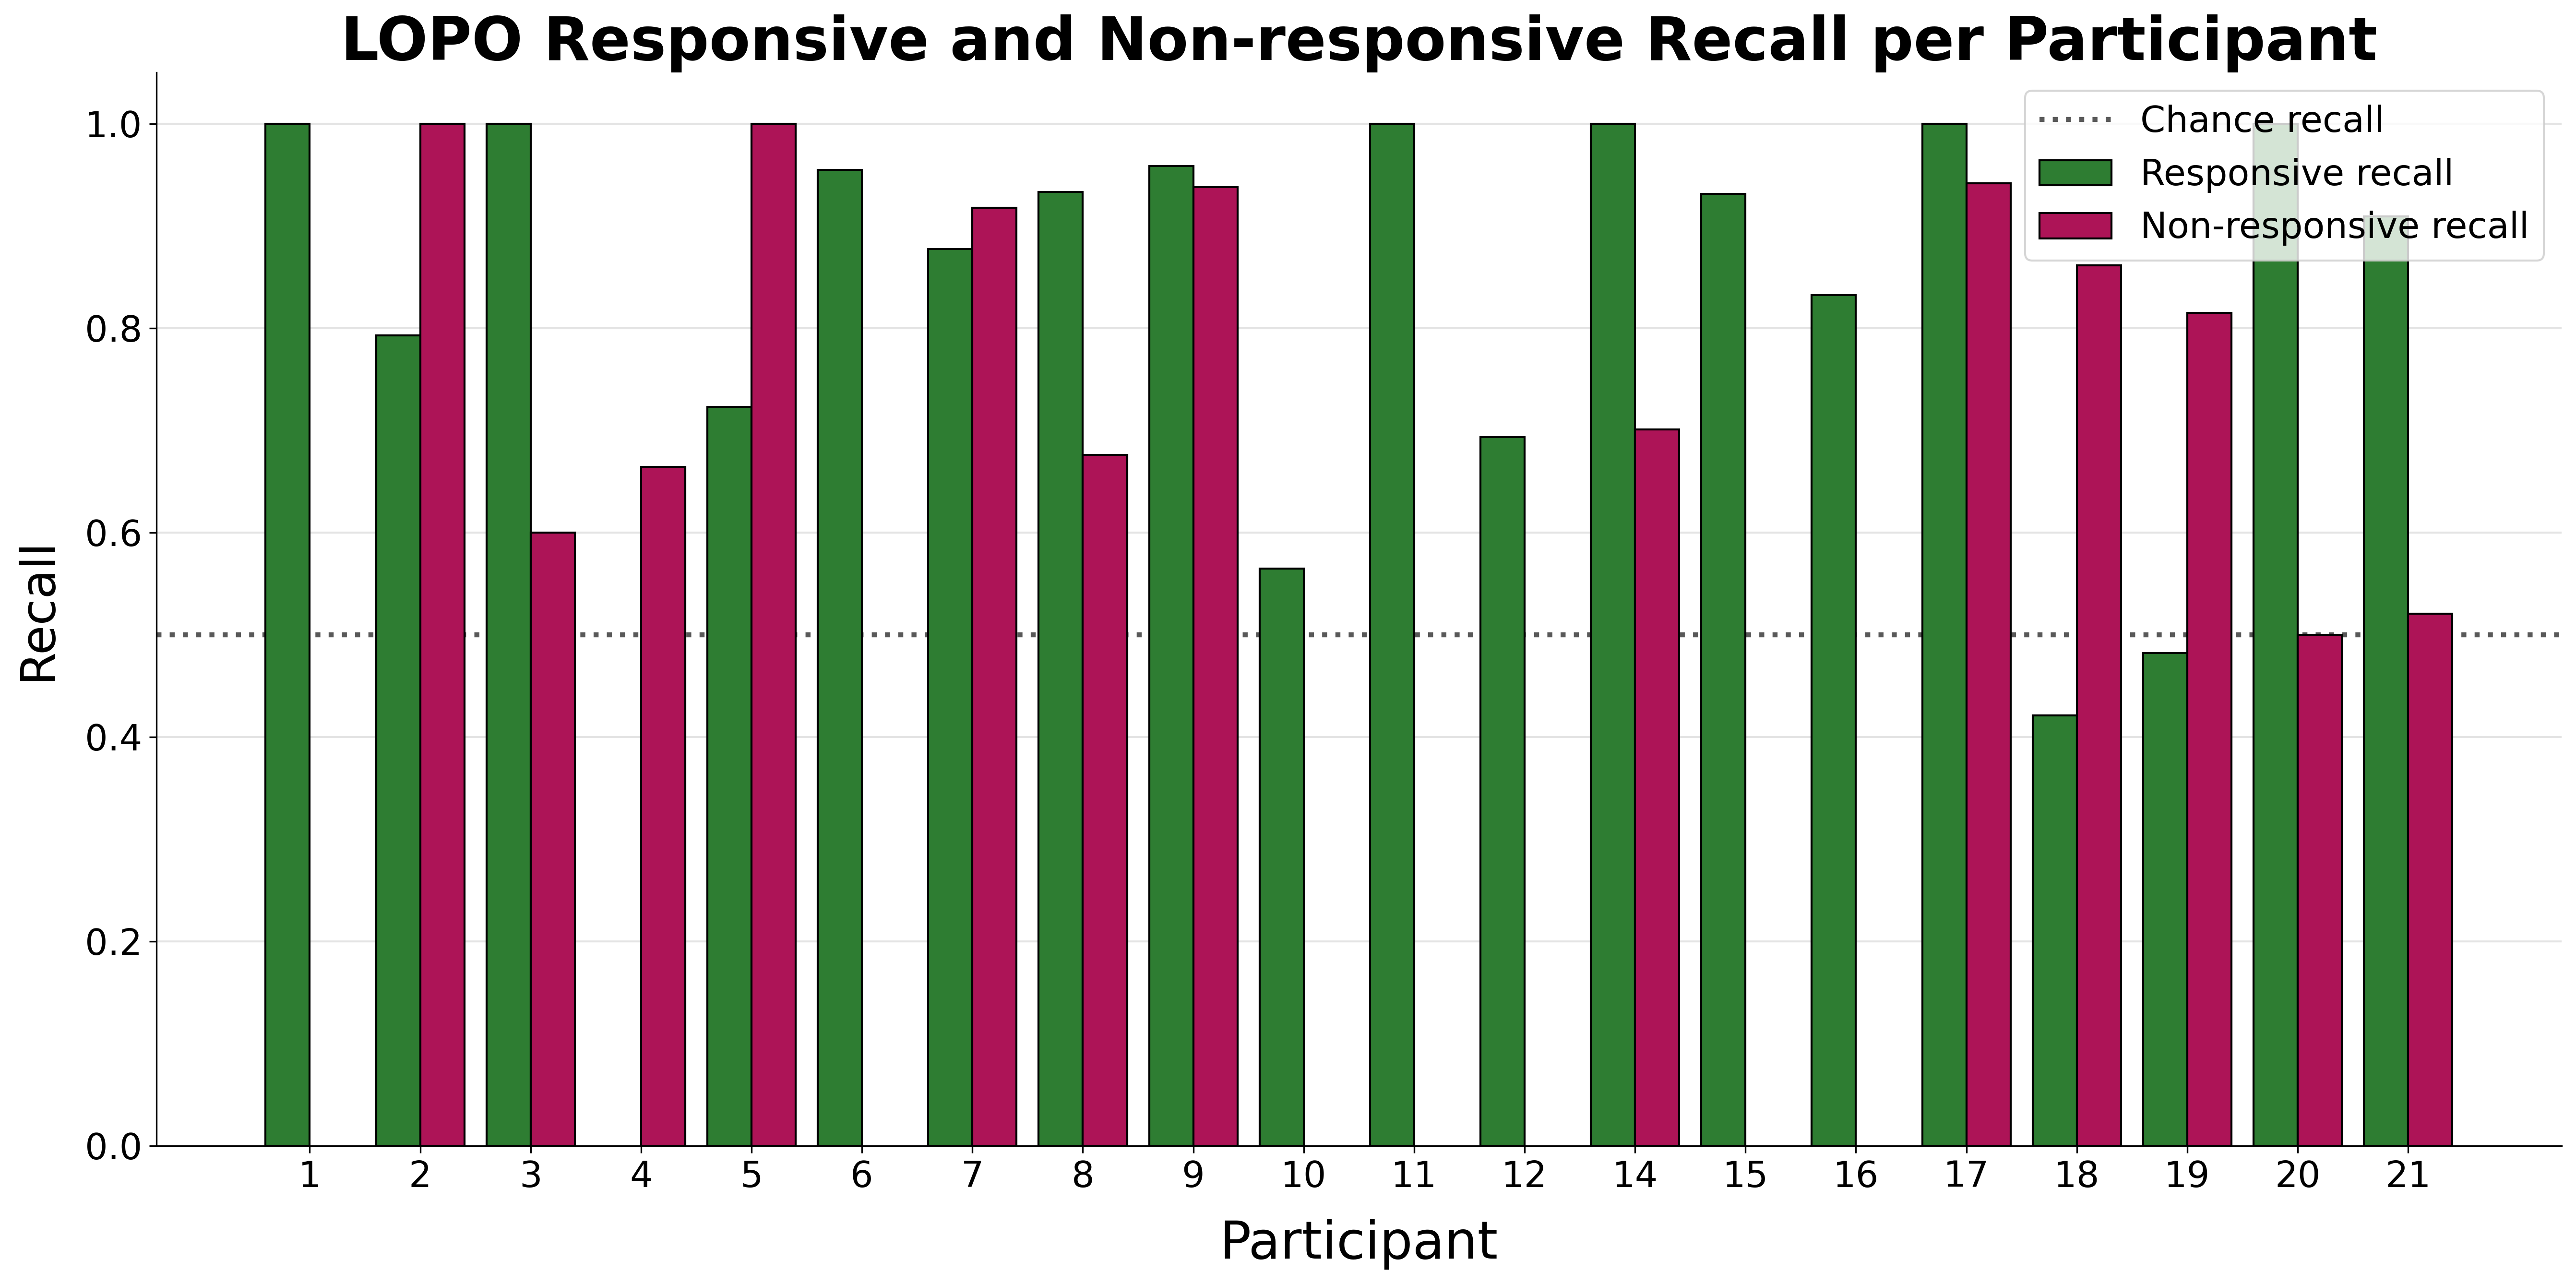 LOPO Responsive and Non-responsive Recall per Participant
Chance recall
Responsive recall
Non-responsive recall
Recall
1.0
0.8
0.6
0.4
0.2
0.0
1 2 3 4 5 6 7 8 9 10 11 12 14 15 16 17 18 19 20 21
Participant